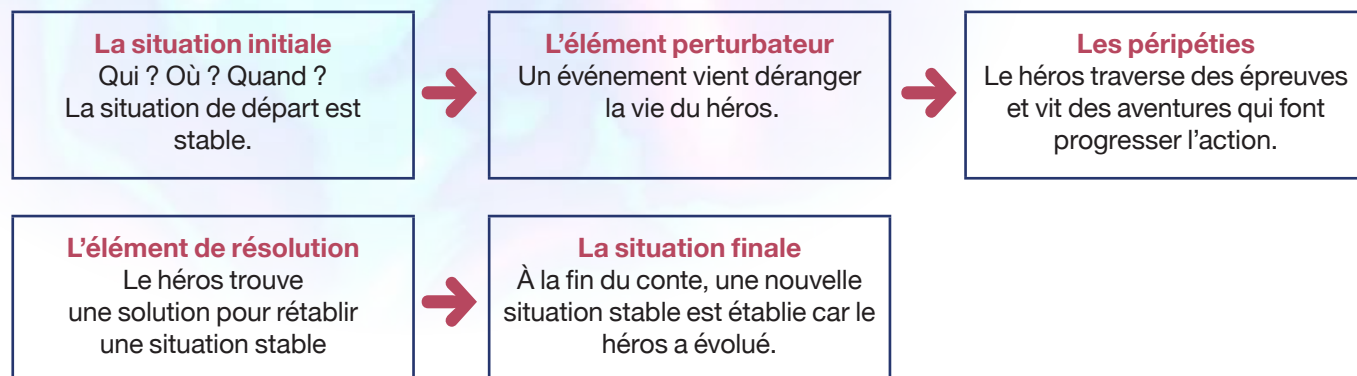 La situation initiale
Qui ? Où ? Quand ?
La situation de départ est
stable.
L'élément perturbateur
Un événement vient déranger
la vie du héros.
Les péripéties
Le héros traverse des épreuves
et vit des aventures qui font
progresser l'action.
L'élément de résolution
Le héros trouve
une solution pour rétablir
une situation stable
La situation finale
À la fin du conte, une nouvelle
situation stable est établie car le
héros a évolué.